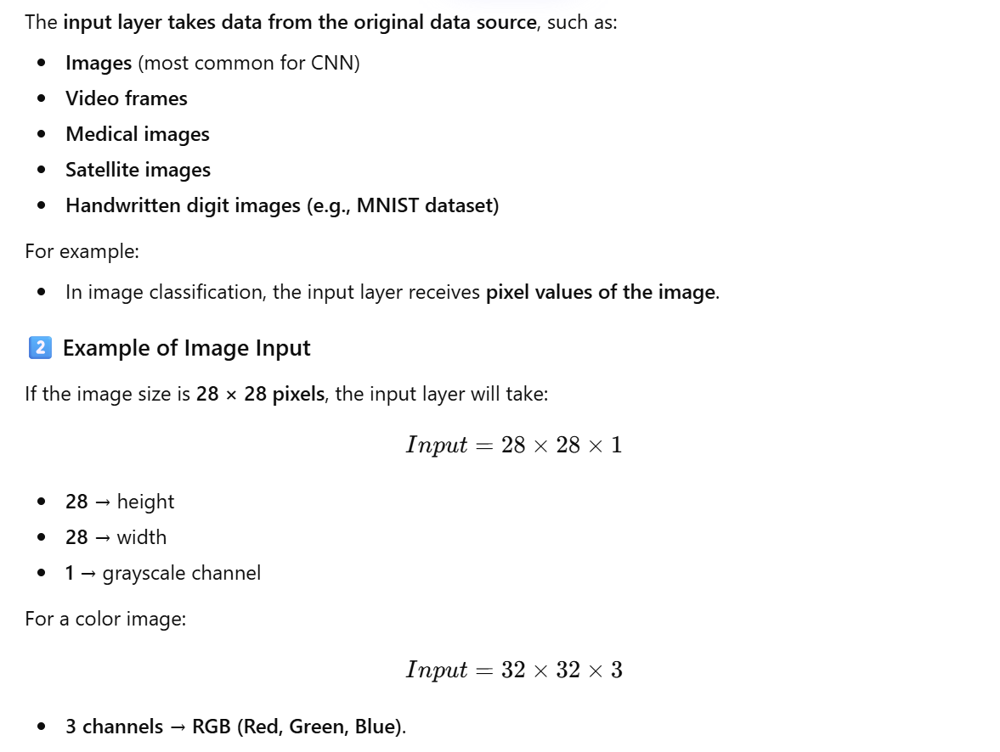 The input layer takes data from the original data source, such as:
• Images (most common for CNN)
• Video frames
• Medical images
• Satellite images
• Handwritten digit images (e.g., MNIST dataset)
For example:
• In image classification, the input layer receives pixel values of the image.
2 Example of Image Input
If the image size is 28 × 28 pixels, the input layer will take:
Input = 28 × 28 × 1
• 28 → height
• 28 → width
• 1 → grayscale channel
For a color image:
Input = 32 × 32 × 3
• 3 channels → RGB (Red, Green, Blue).